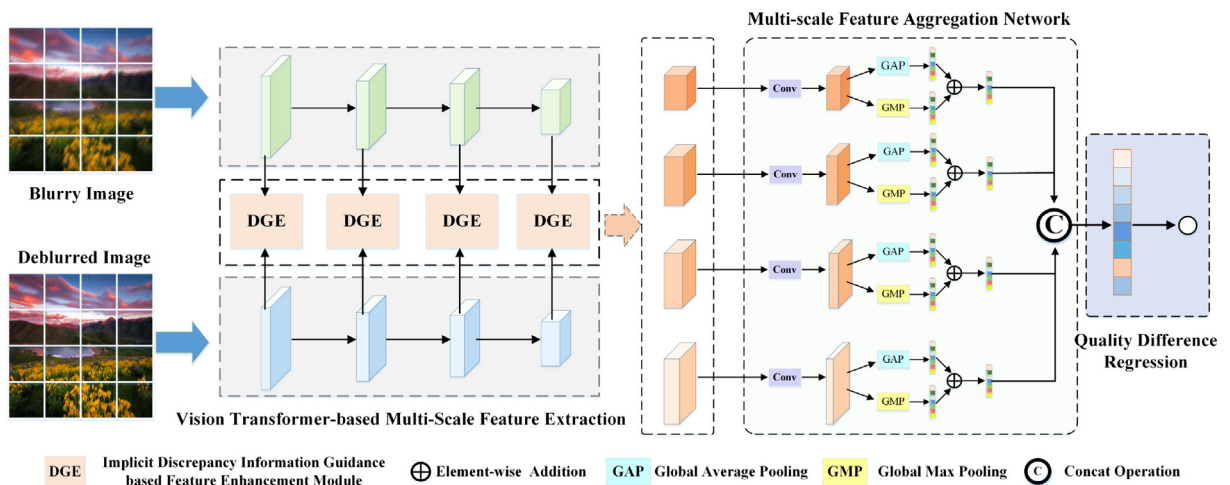 Multi-scale Feature Aggregation Network
Blurry Image
Deblurred Image
DGE
DGE
DGE
DGE
Vision Transformer-based Multi-Scale Feature Extraction
Conv
GAP
GMP
Conv
GAP
GMP
Conv
GAP
GMP
Conv
GAP
GMP
C
Quality Difference
Regression
DGE
Implicit Discrepancy Information Guidance
based Feature Enhancement Module
Element-wise Addition
GAP
Global Average Pooling
GMP
Global Max Pooling
C
Concat Operation